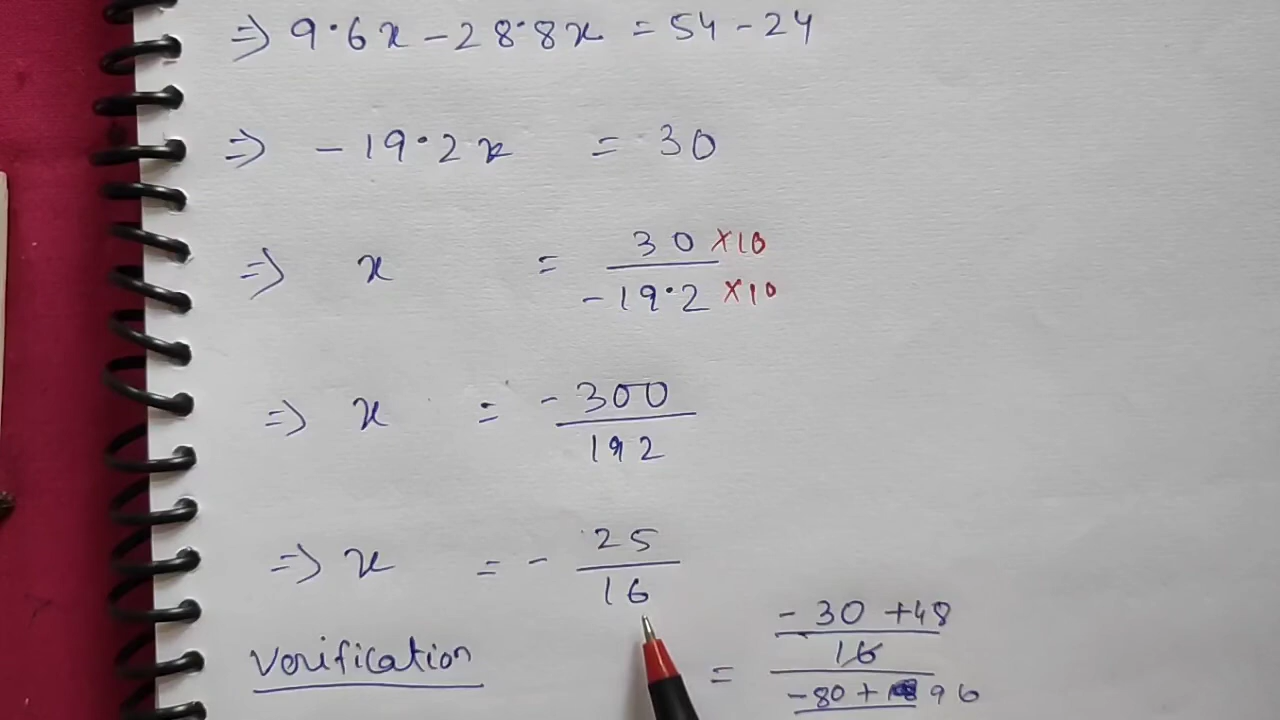 ⇒ 9.6x - 28.8x = 54 - 24
⇒ -19.2x = 30
⇒ x = 30 ×10
-19.2 ×10
⇒ x = -300
192
⇒ x = - 25
16
Verification
= -30 +48
16
-80 + 96